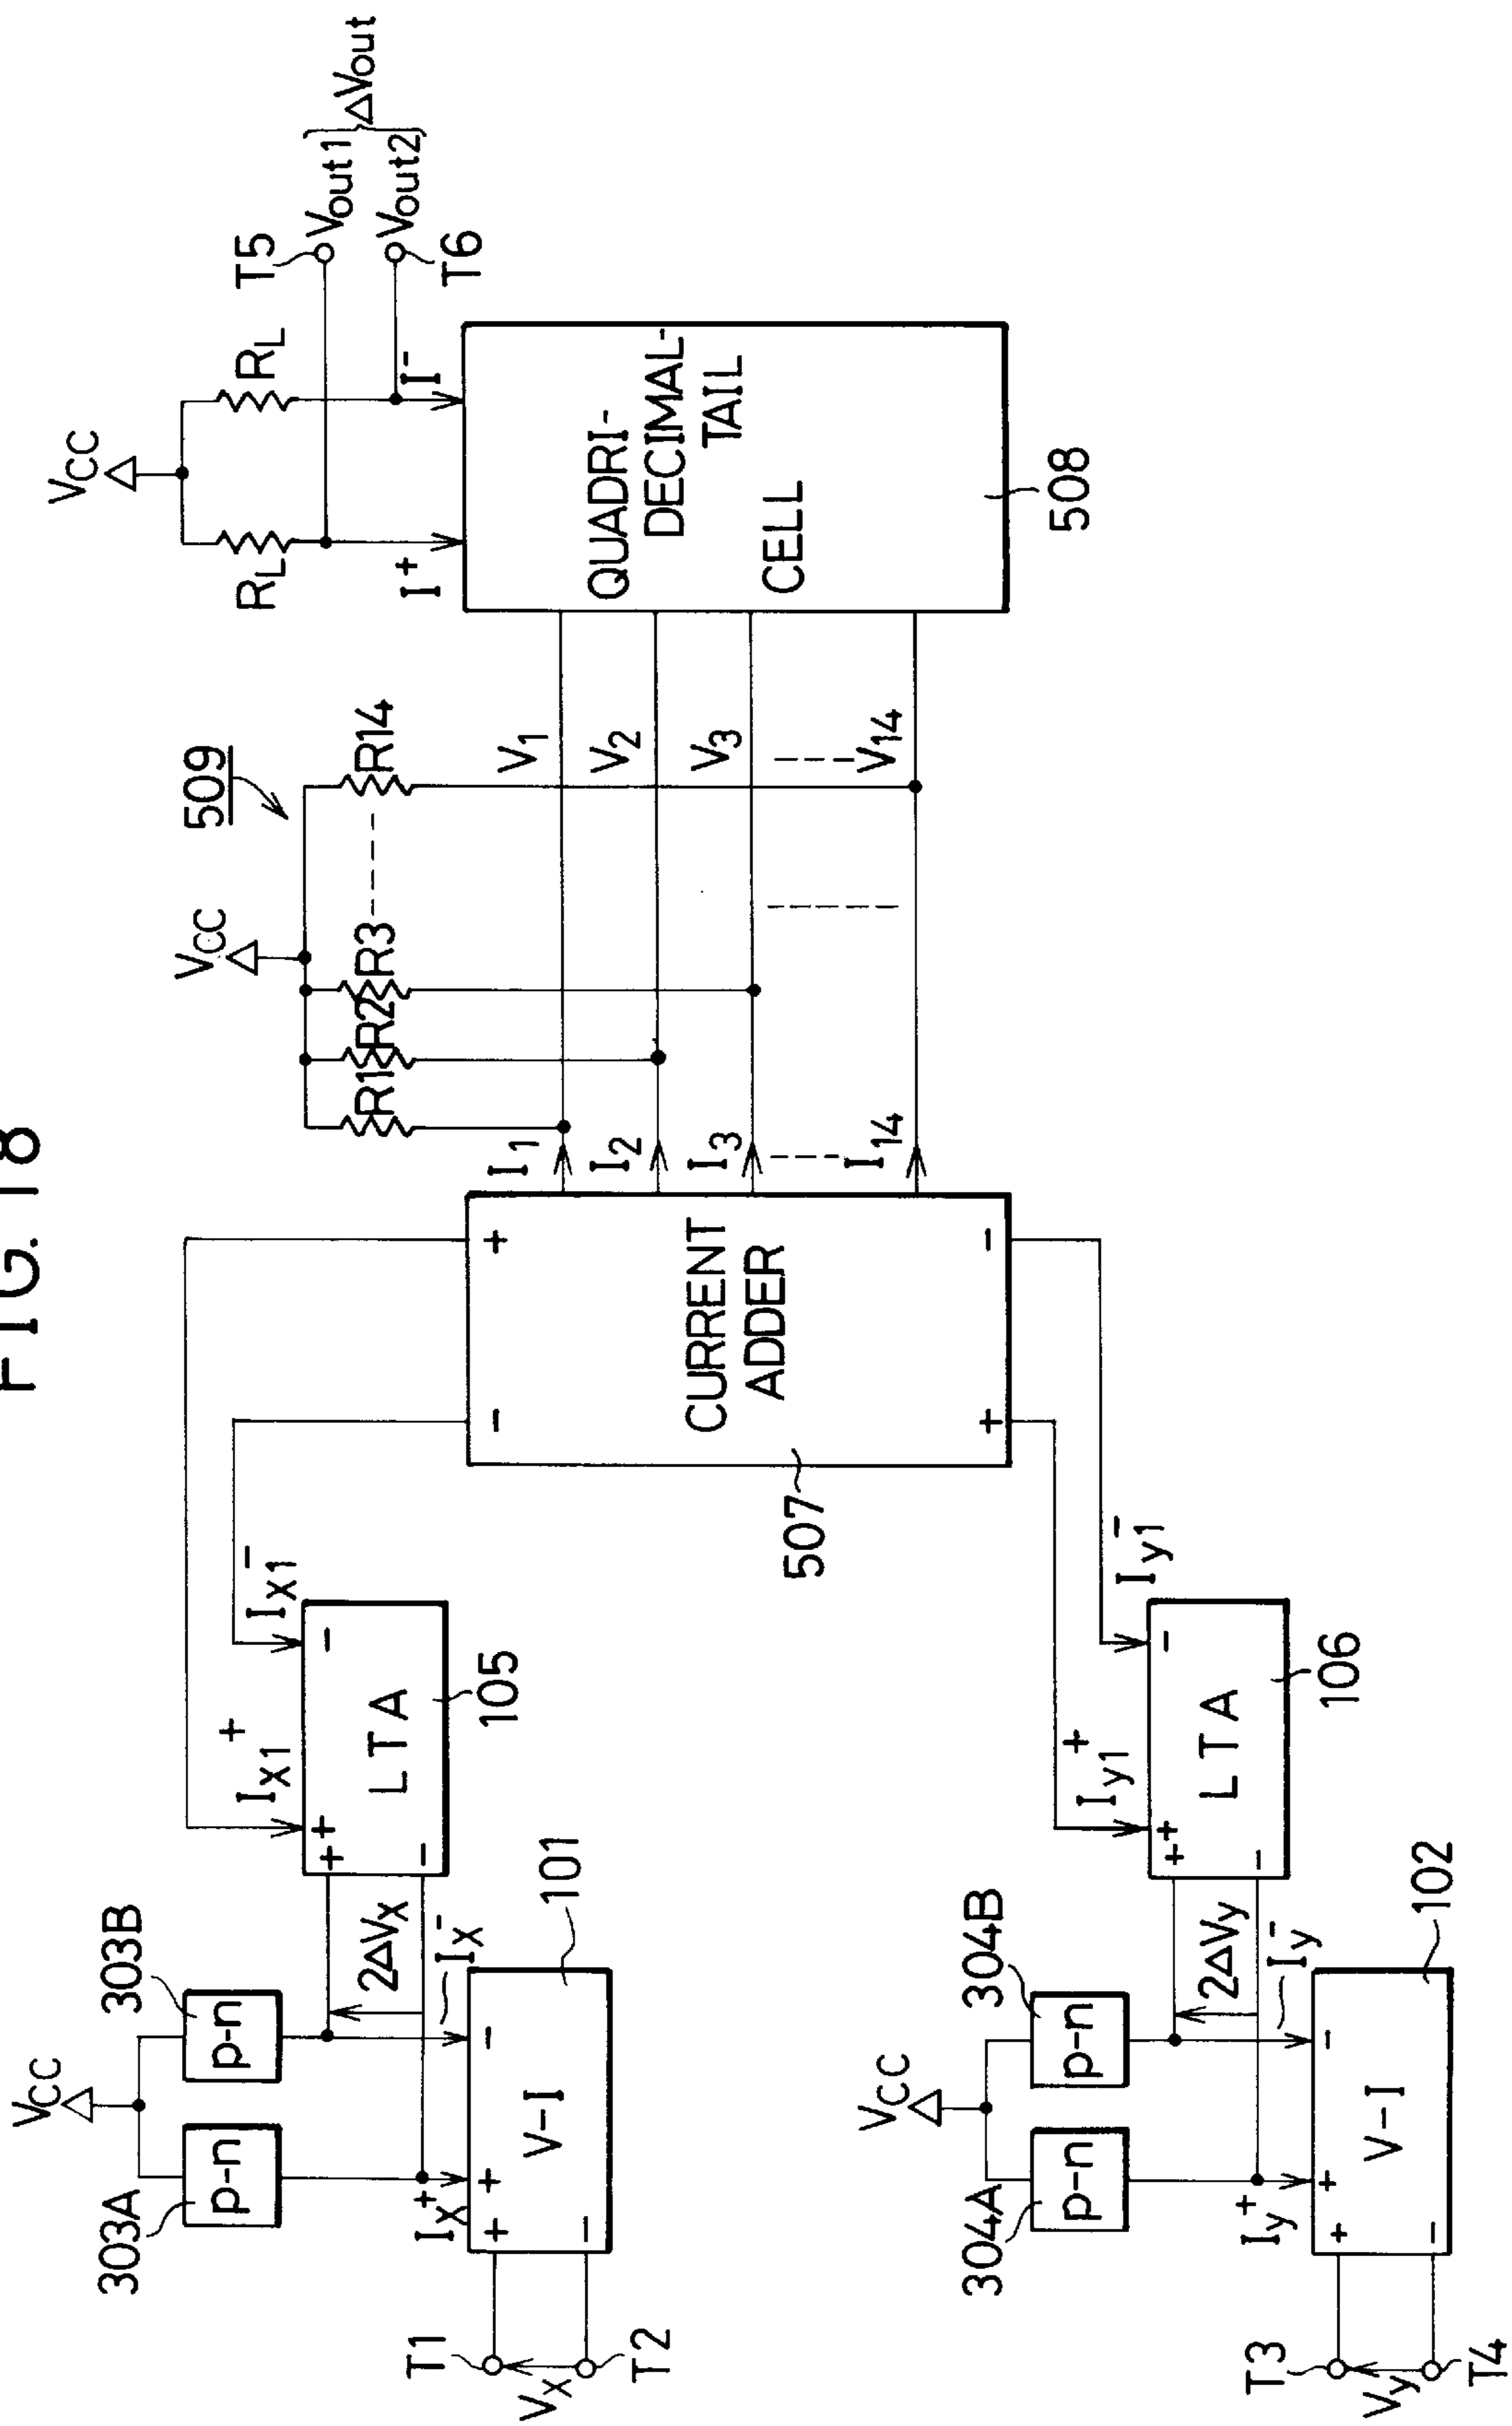 FIG. 18
VCC
303A
303B
p-n
p-n
T1
T2
Vx
Ix+
Ix-
2ΔVx
+
-
+
-
V-I
101
+
-
+
-
LTA
105
Ix1+
Ix1-
VCC
304A
304B
p-n
p-n
T3
T4
Vy
Iy+
Iy-
2ΔVy
+
-
+
-
V-I
102
+
-
+
-
LTA
106
Iy1+
Iy1-
-
+
+
-
CURRENT
ADDER
507
I1
I2
I3
I14
VCC
509
R1
R2
R3
R14
V1
V2
V3
V14
QUADRI-
DECIMAL-
TAIL
CELL
508
VCC
RL
RL
I+
I-
T5
T6
Vout1
Vout2
ΔVout